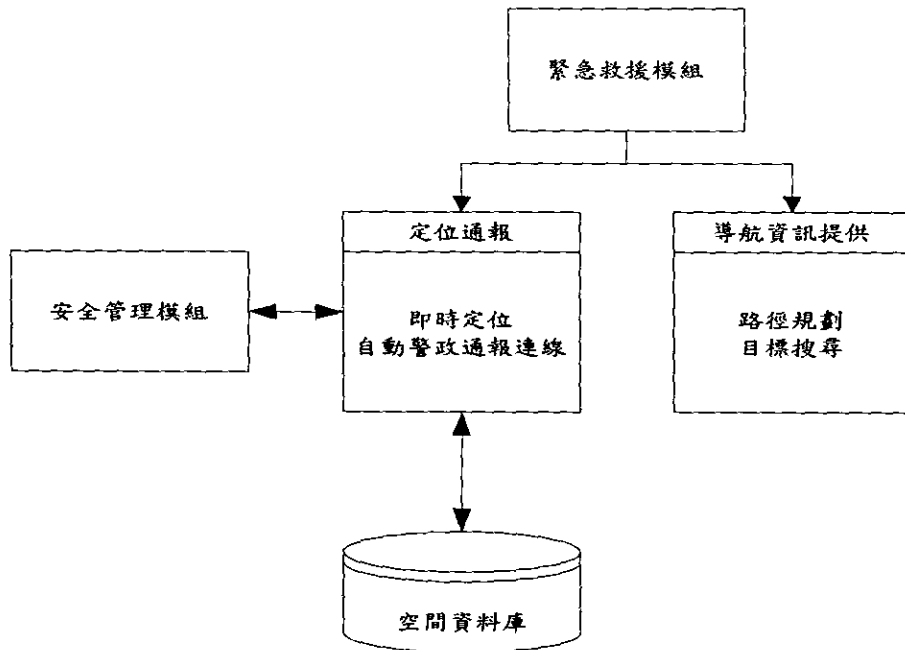 緊急救援模組
定位通報
導航資訊提供
安全管理模組
即時定位
自動警政通報連線
路徑規劃
目標搜尋
空間資料庫